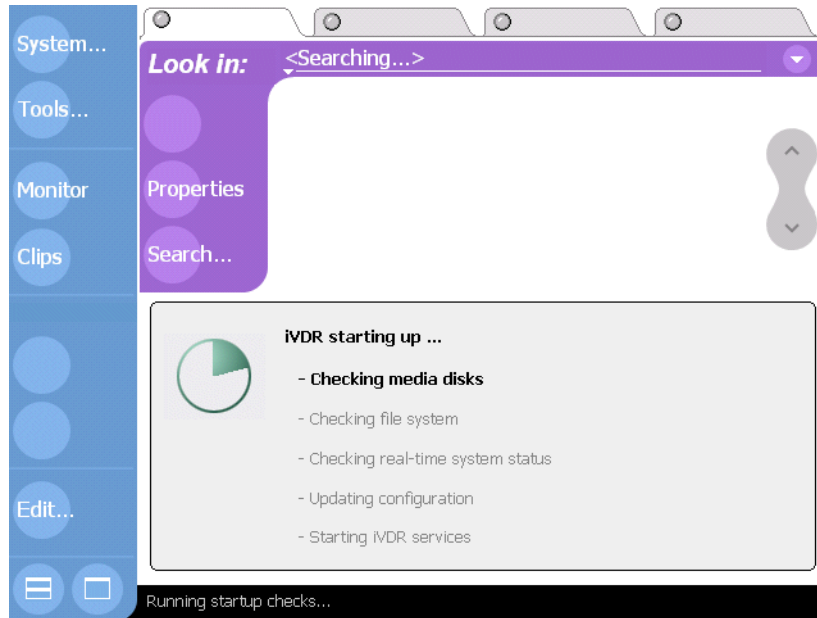 System...
Tools...
Monitor
Clips
Edit...
Look in:
<Searching...>
Properties
Search...
iVDR starting up ...
- Checking media disks
- Checking file system
- Checking real-time system status
- Updating configuration
- Starting iVDR services
Running startup checks...